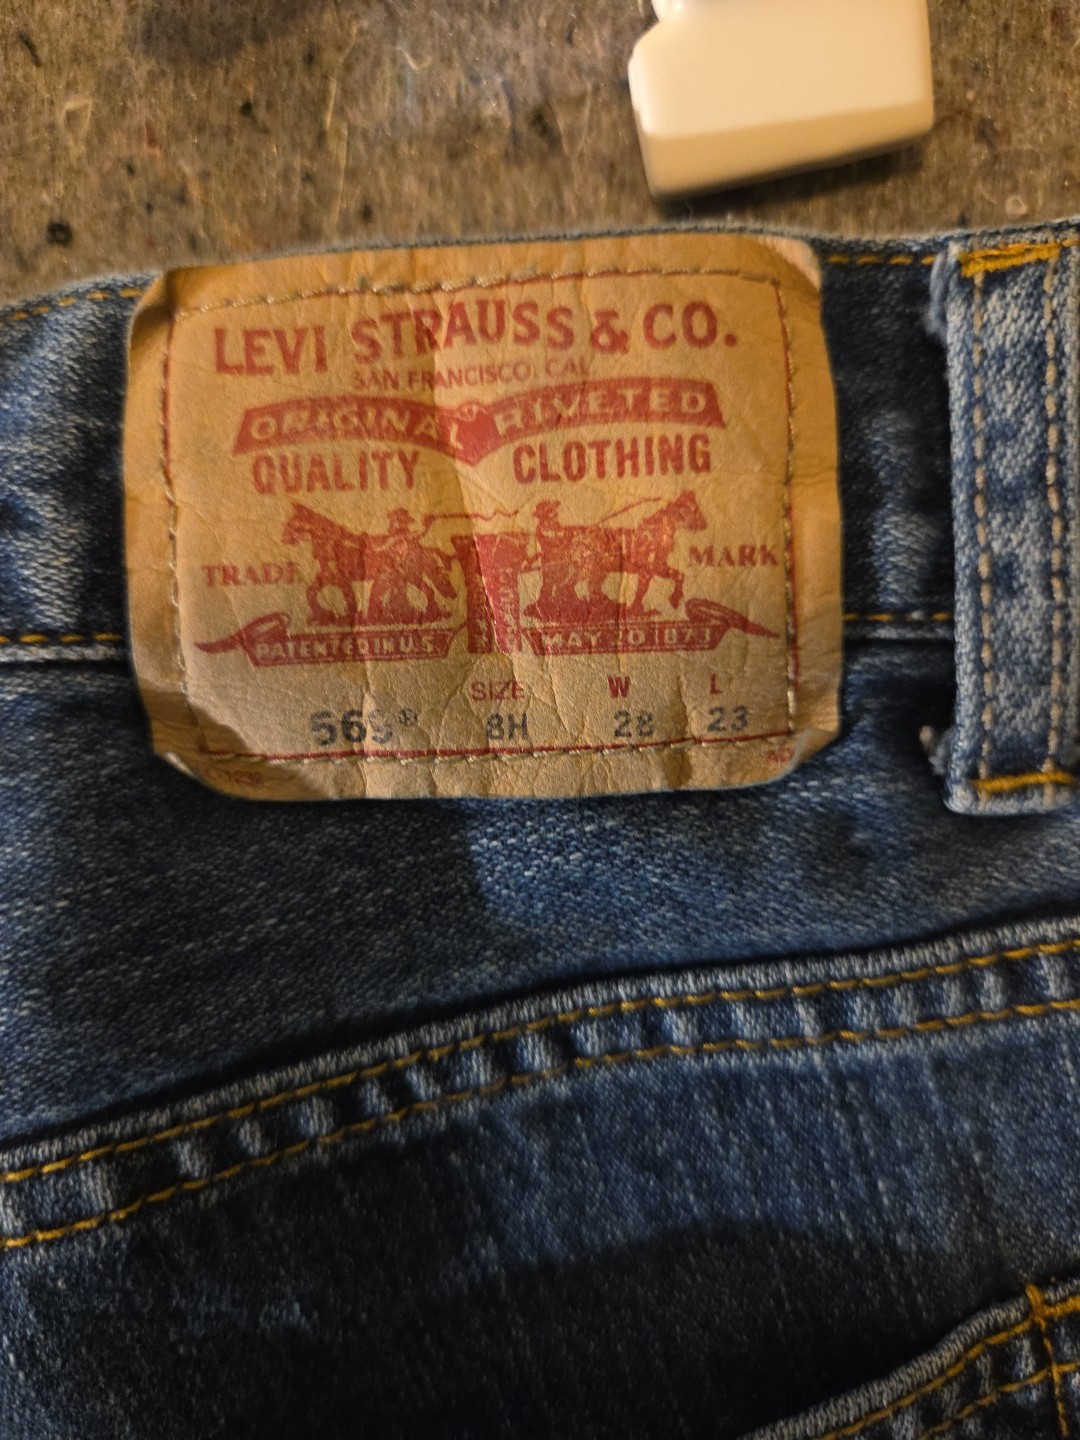 LEVI STRAUSS & CO.
SAN FRANCISCO, CAL
ORIGINAL RIVETED
QUALITY CLOTHING
TRADE MARK
PATENTED IN U.S. MAY 20 1873
SIZE W L
569® 8H 28 23